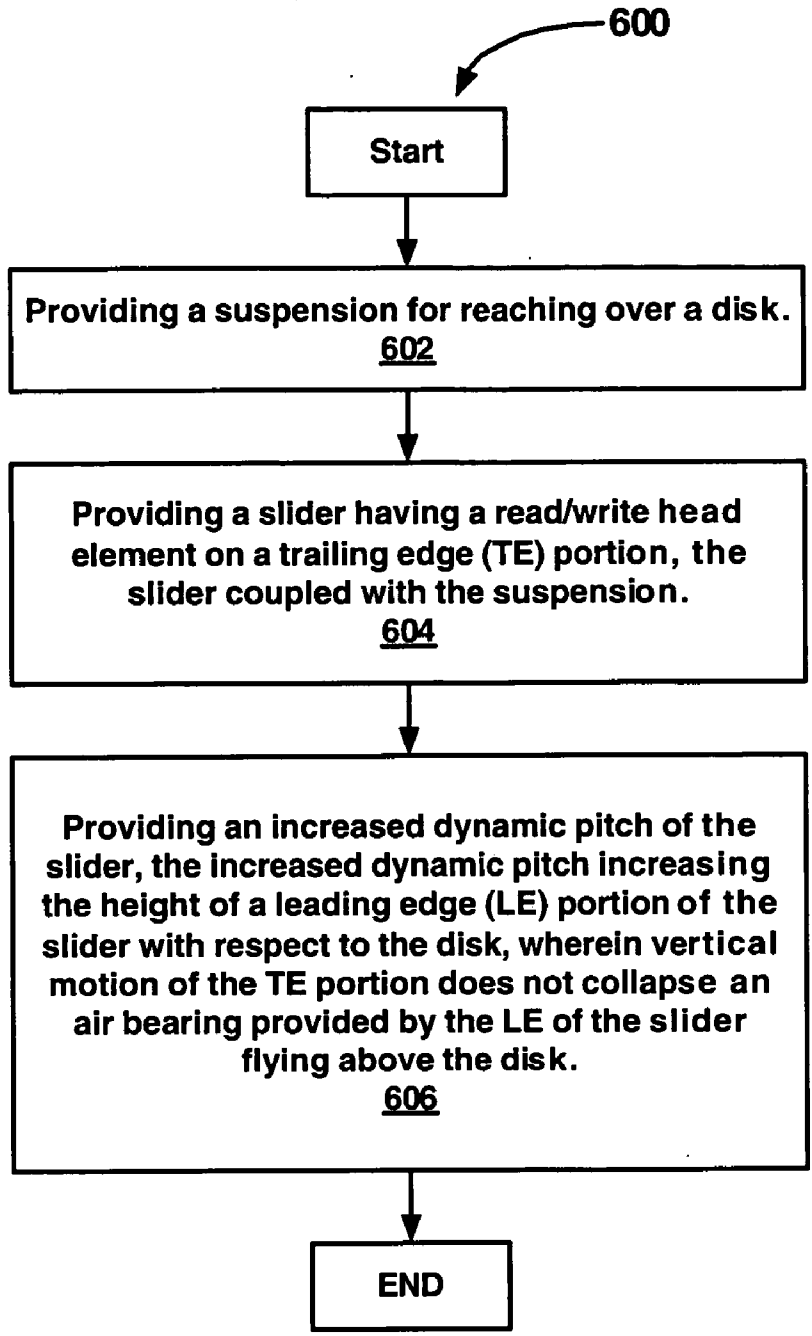 600
Start
Providing a suspension for reaching over a disk.
602
Providing a slider having a read/write head
element on a trailing edge (TE) portion, the
slider coupled with the suspension.
604
Providing an increased dynamic pitch of the
slider, the increased dynamic pitch increasing
the height of a leading edge (LE) portion of the
slider with respect to the disk, wherein vertical
motion of the TE portion does not collapse an
air bearing provided by the LE of the slider
flying above the disk.
606
END